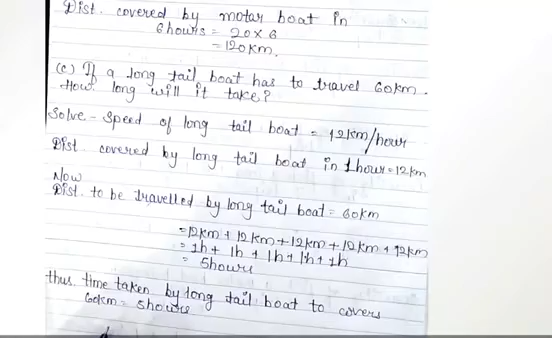 Dist. covered by motar boat in
6 hours = 20 x 6
= 120 km.
(c) If a long tail boat has to travel 60km.
How long will it take?
Solve - Speed of long tail boat = 12km/hour
Dist. covered by long tail boat in 1hour = 12km
Now
Dist. to be travelled by long tail boat = 60km
= 12km + 12km + 12km + 12km + 12km
= 1h + 1h + 1h + 1h + 1h
= 5hours
thus. time taken by long tail boat to covers
60km = 5hours